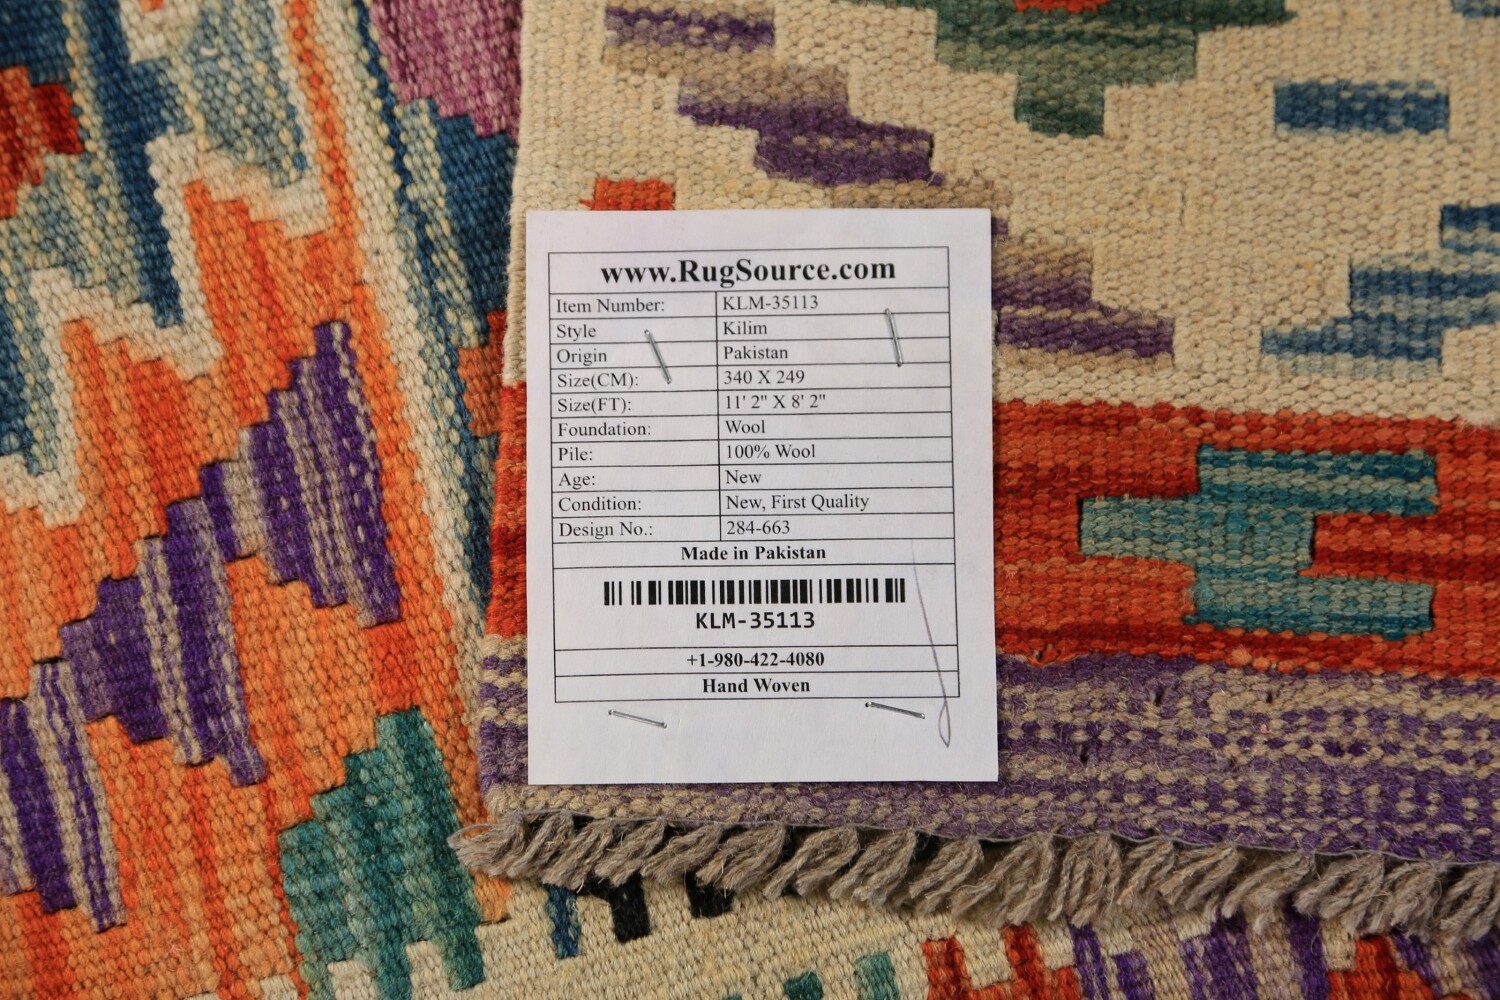 www.RugSource.com
Item Number: KLM-35113
Style Kilim
Origin Pakistan
Size(CM): 340 X 249
Size(FT): 11' 2" X 8' 2"
Foundation: Wool
Pile: 100% Wool
Age: New
Condition: New, First Quality
Design No.: 284-663
Made in Pakistan
KLM-35113
+1-980-422-4080
Hand Woven